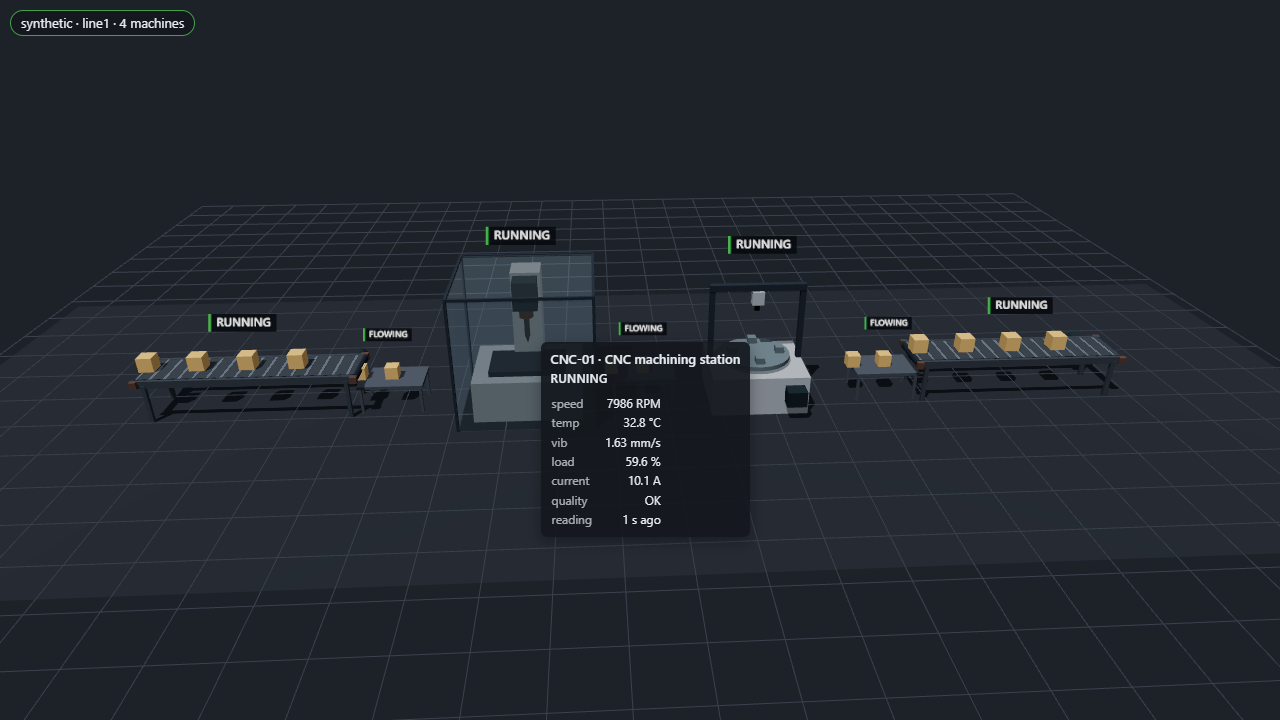 synthetic · line1 · 4 machines
RUNNING
RUNNING
RUNNING
RUNNING
FLOWING
FLOWING
FLOWING
CNC-01 · CNC machining station
RUNNING
speed 7986 RPM
temp 32.8 °C
vib 1.63 mm/s
load 59.6 %
current 10.1 A
quality OK
reading 1 s ago